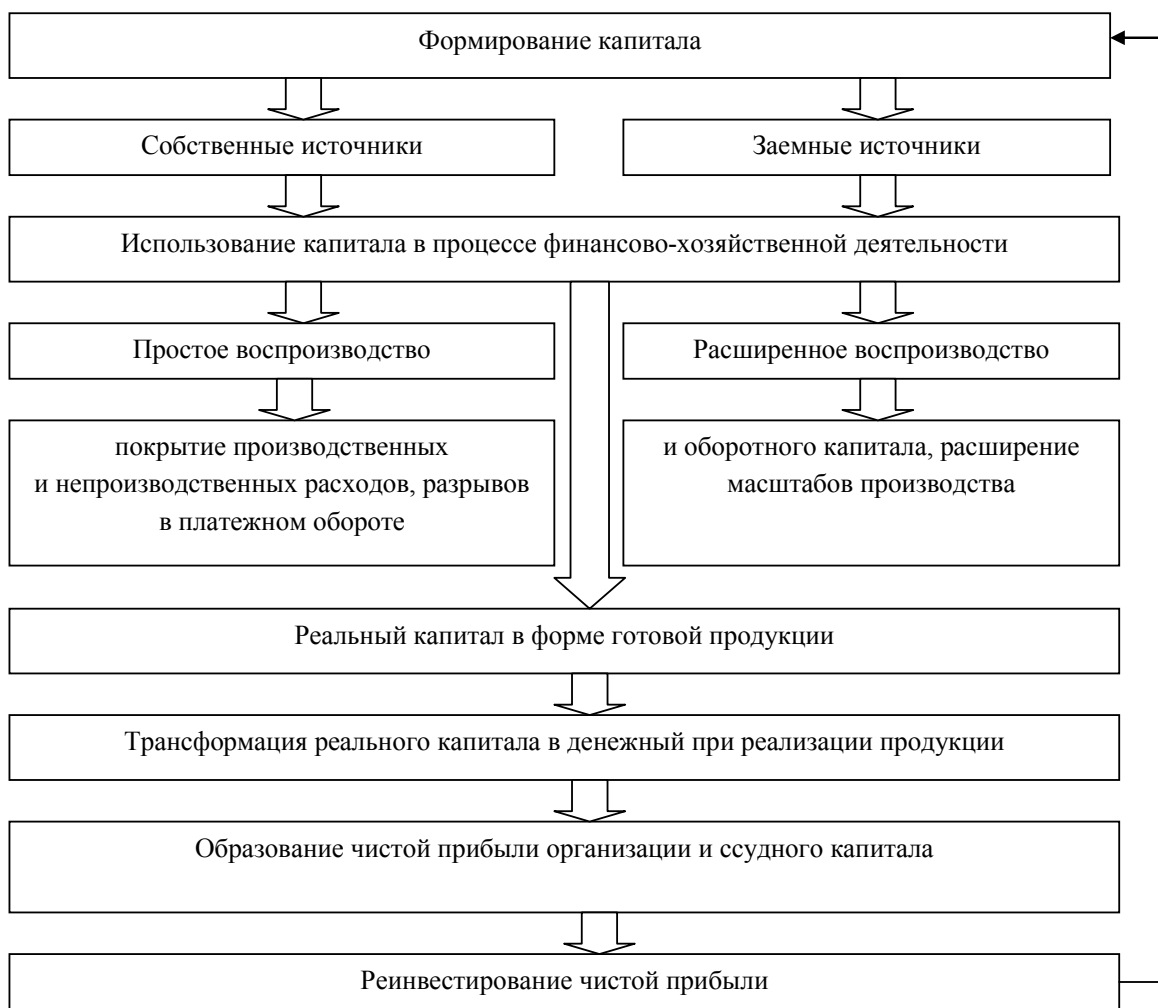 Формирование капитала
Собственные источники
Заемные источники
Использование капитала в процессе финансово-хозяйственной деятельности
Простое воспроизводство
Расширенное воспроизводство
покрытие производственных
и непроизводственных расходов, разрывов
в платежном обороте
и оборотного капитала, расширение
масштабов производства
Реальный капитал в форме готовой продукции
Трансформация реального капитала в денежный при реализации продукции
Образование чистой прибыли организации и ссудного капитала
Реинвестирование чистой прибыли